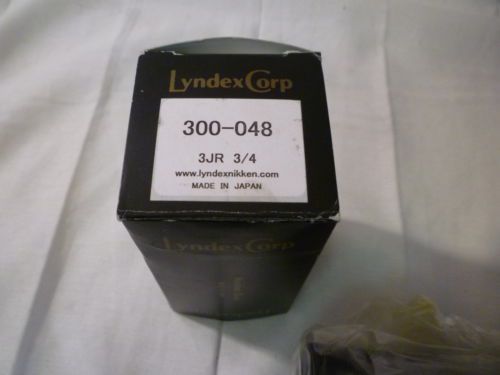 LyndexCorp
300-048
3JR 3/4
www.lyndexnikken.com
MADE IN JAPAN
LyndexCorp